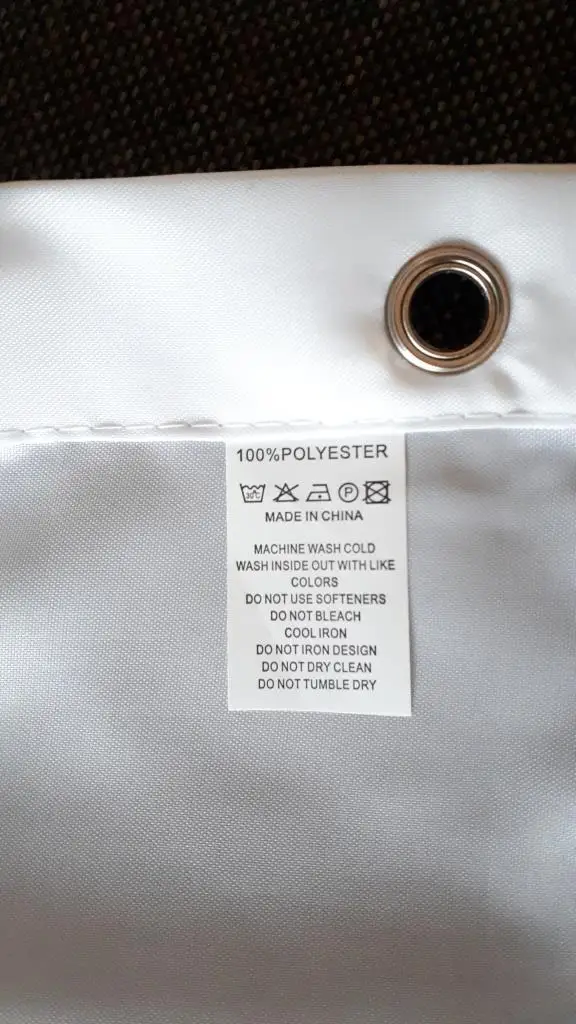 100%POLYESTER
30°C P
MADE IN CHINA
MACHINE WASH COLD
WASH INSIDE OUT WITH LIKE
COLORS
DO NOT USE SOFTENERS
DO NOT BLEACH
COOL IRON
DO NOT IRON DESIGN
DO NOT DRY CLEAN
DO NOT TUMBLE DRY